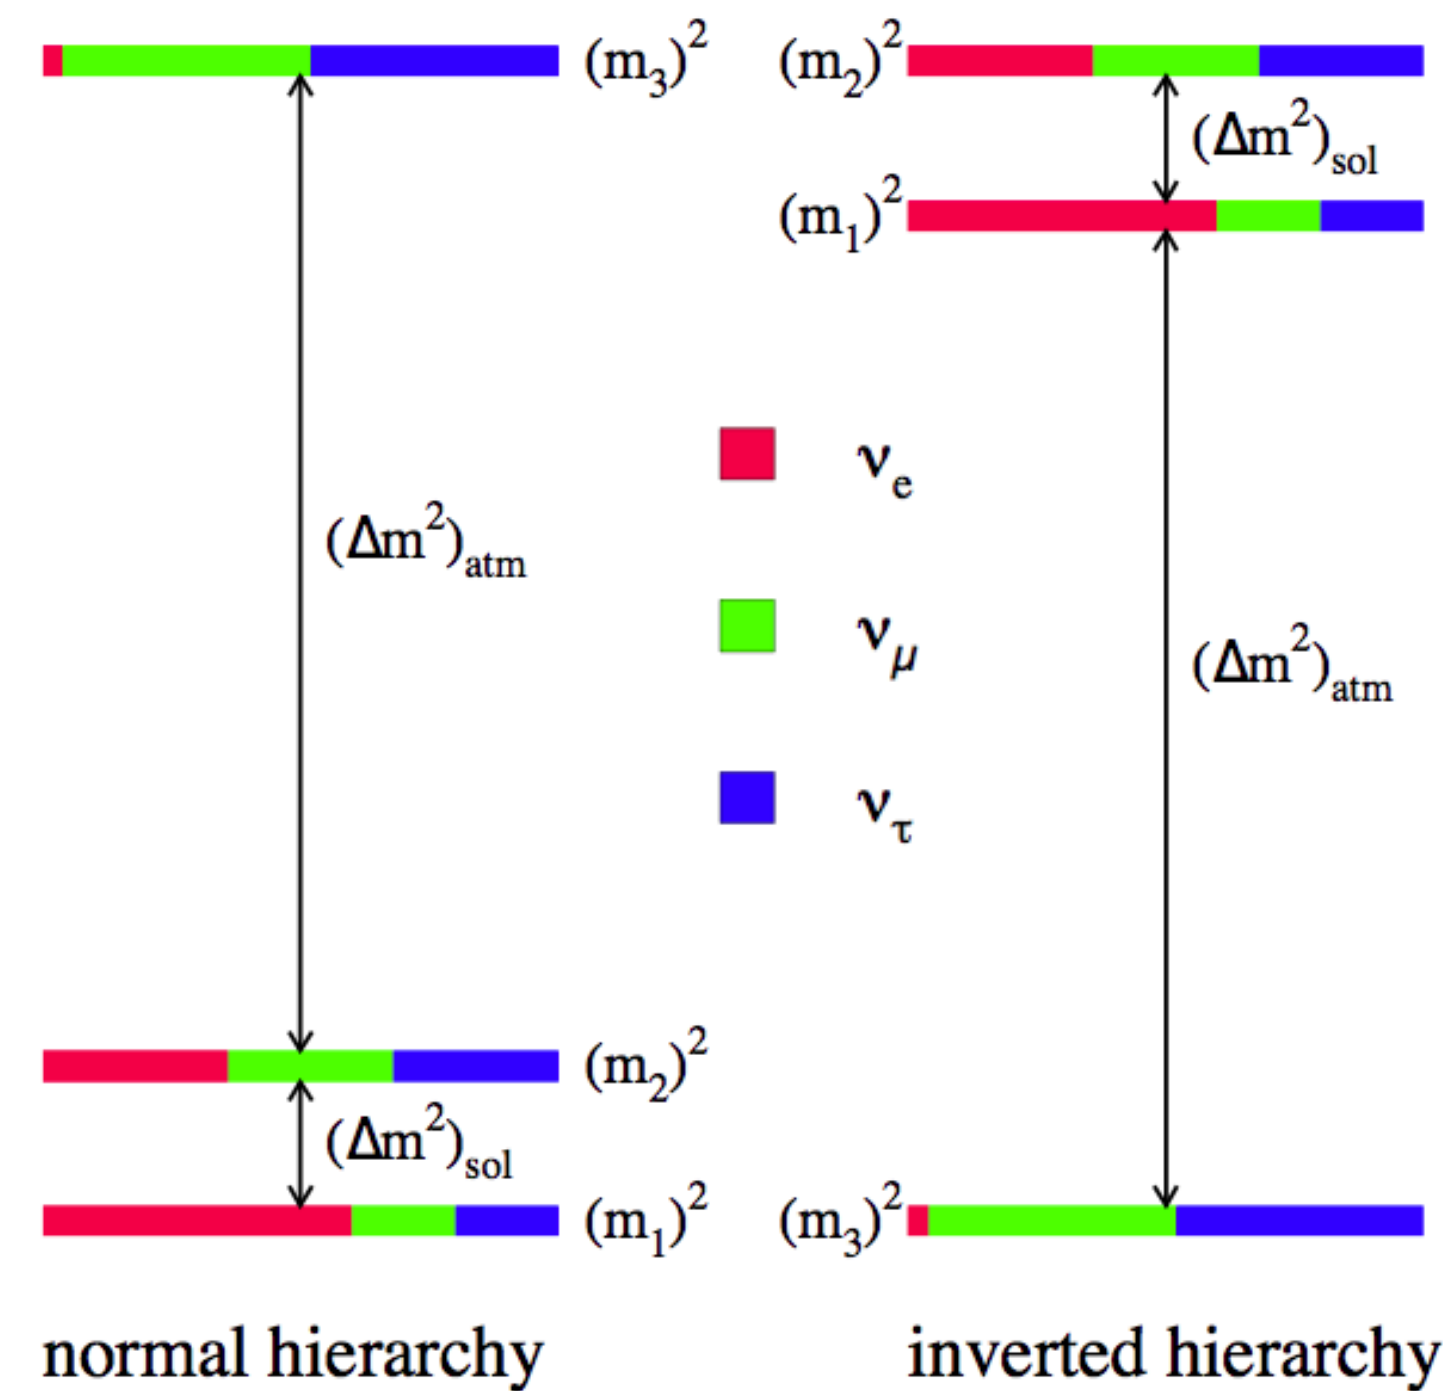 (m₃)²
(m₂)²
(Δm²)sol
(m₁)²
νe
(Δm²)atm
νμ
(Δm²)atm
ντ
(m₂)²
(Δm²)sol
(m₁)²
(m₃)²
normal hierarchy
inverted hierarchy